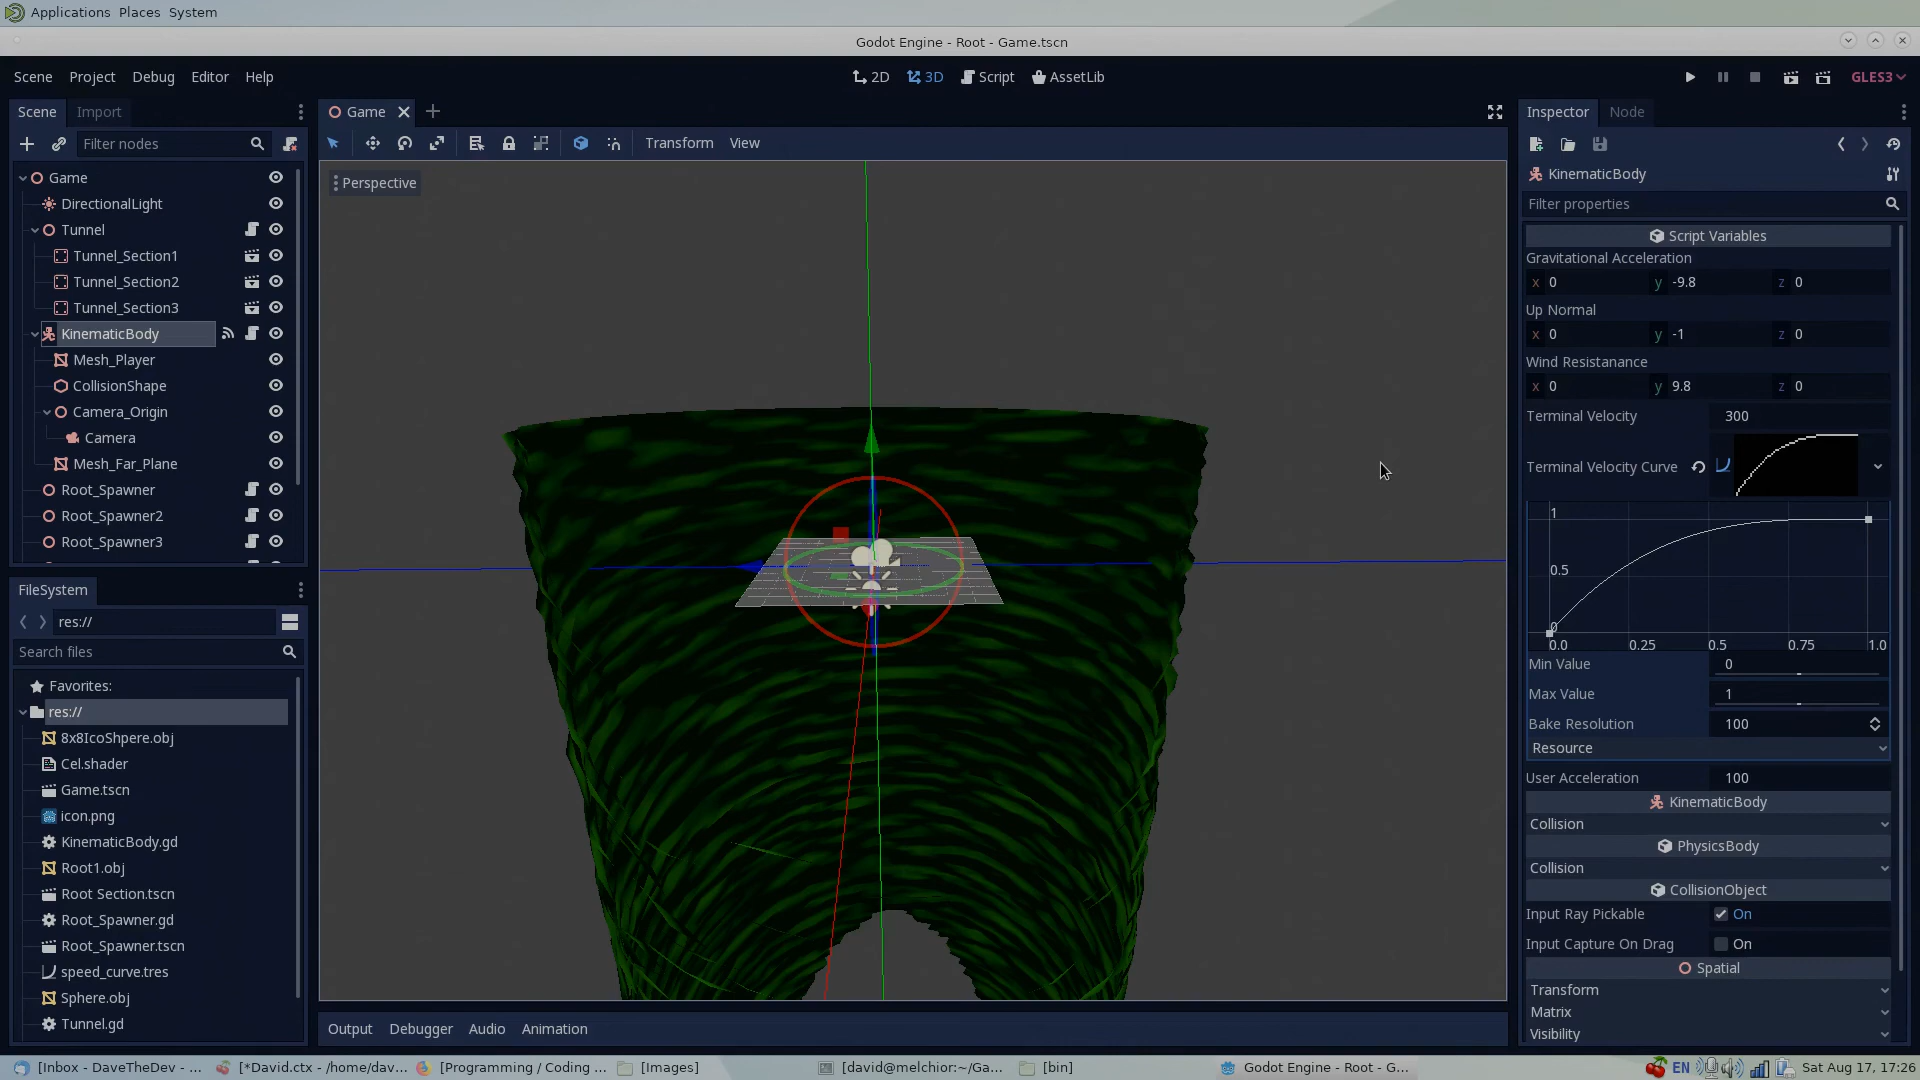 Applications Places System
Godot Engine - Root - Game.tscn
Scene Project Debug Editor Help
2D 3D Script AssetLib
GLES3
Scene Import
Filter nodes
Game
DirectionalLight
Tunnel
Tunnel_Section1
Tunnel_Section2
Tunnel_Section3
KinematicBody
Mesh_Player
CollisionShape
Camera_Origin
Camera
Mesh_Far_Plane
Root_Spawner
Root_Spawner2
Root_Spawner3
FileSystem
res://
Search files
Favorites:
res://
8x8IcoShpere.obj
Cel.shader
Game.tscn
icon.png
KinematicBody.gd
Root1.obj
Root Section.tscn
Root_Spawner.gd
Root_Spawner.tscn
speed_curve.tres
Sphere.obj
Tunnel.gd
Game
Transform View
Perspective
Output Debugger Audio Animation
Inspector Node
KinematicBody
Filter properties
Script Variables
Gravitational Acceleration
x 0 y -9.8 z 0
Up Normal
x 0 y -1 z 0
Wind Resistanance
x 0 y 9.8 z 0
Terminal Velocity 300
Terminal Velocity Curve
1
0.5
0
0.0 0.25 0.5 0.75 1.0
Min Value 0
Max Value 1
Bake Resolution 100
Resource
User Acceleration 100
KinematicBody
Collision
PhysicsBody
Collision
CollisionObject
Input Ray Pickable On
Input Capture On Drag On
Spatial
Transform
Matrix
Visibility
[Inbox - DaveTheDev - ... [*David.ctx - /home/dav... [Programming / Coding ... [Images] [david@melchior:~/Ga... [bin] Godot Engine - Root - G... EN Sat Aug 17, 17:26